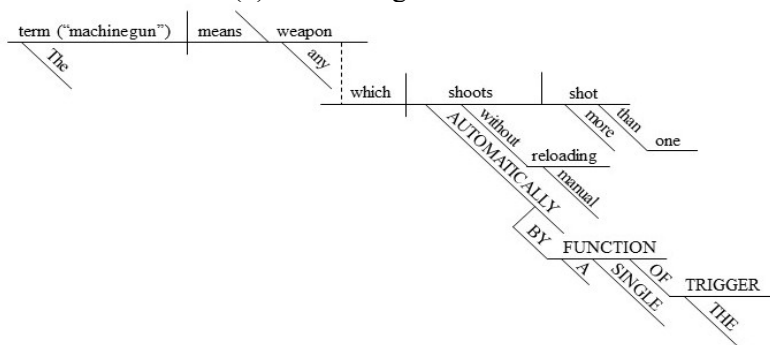 term (“machinegun”) means weapon
The any
which shoots shot
without more than
AUTOMATICALLY one
reloading
manual
BY FUNCTION
A SINGLE OF TRIGGER
THE